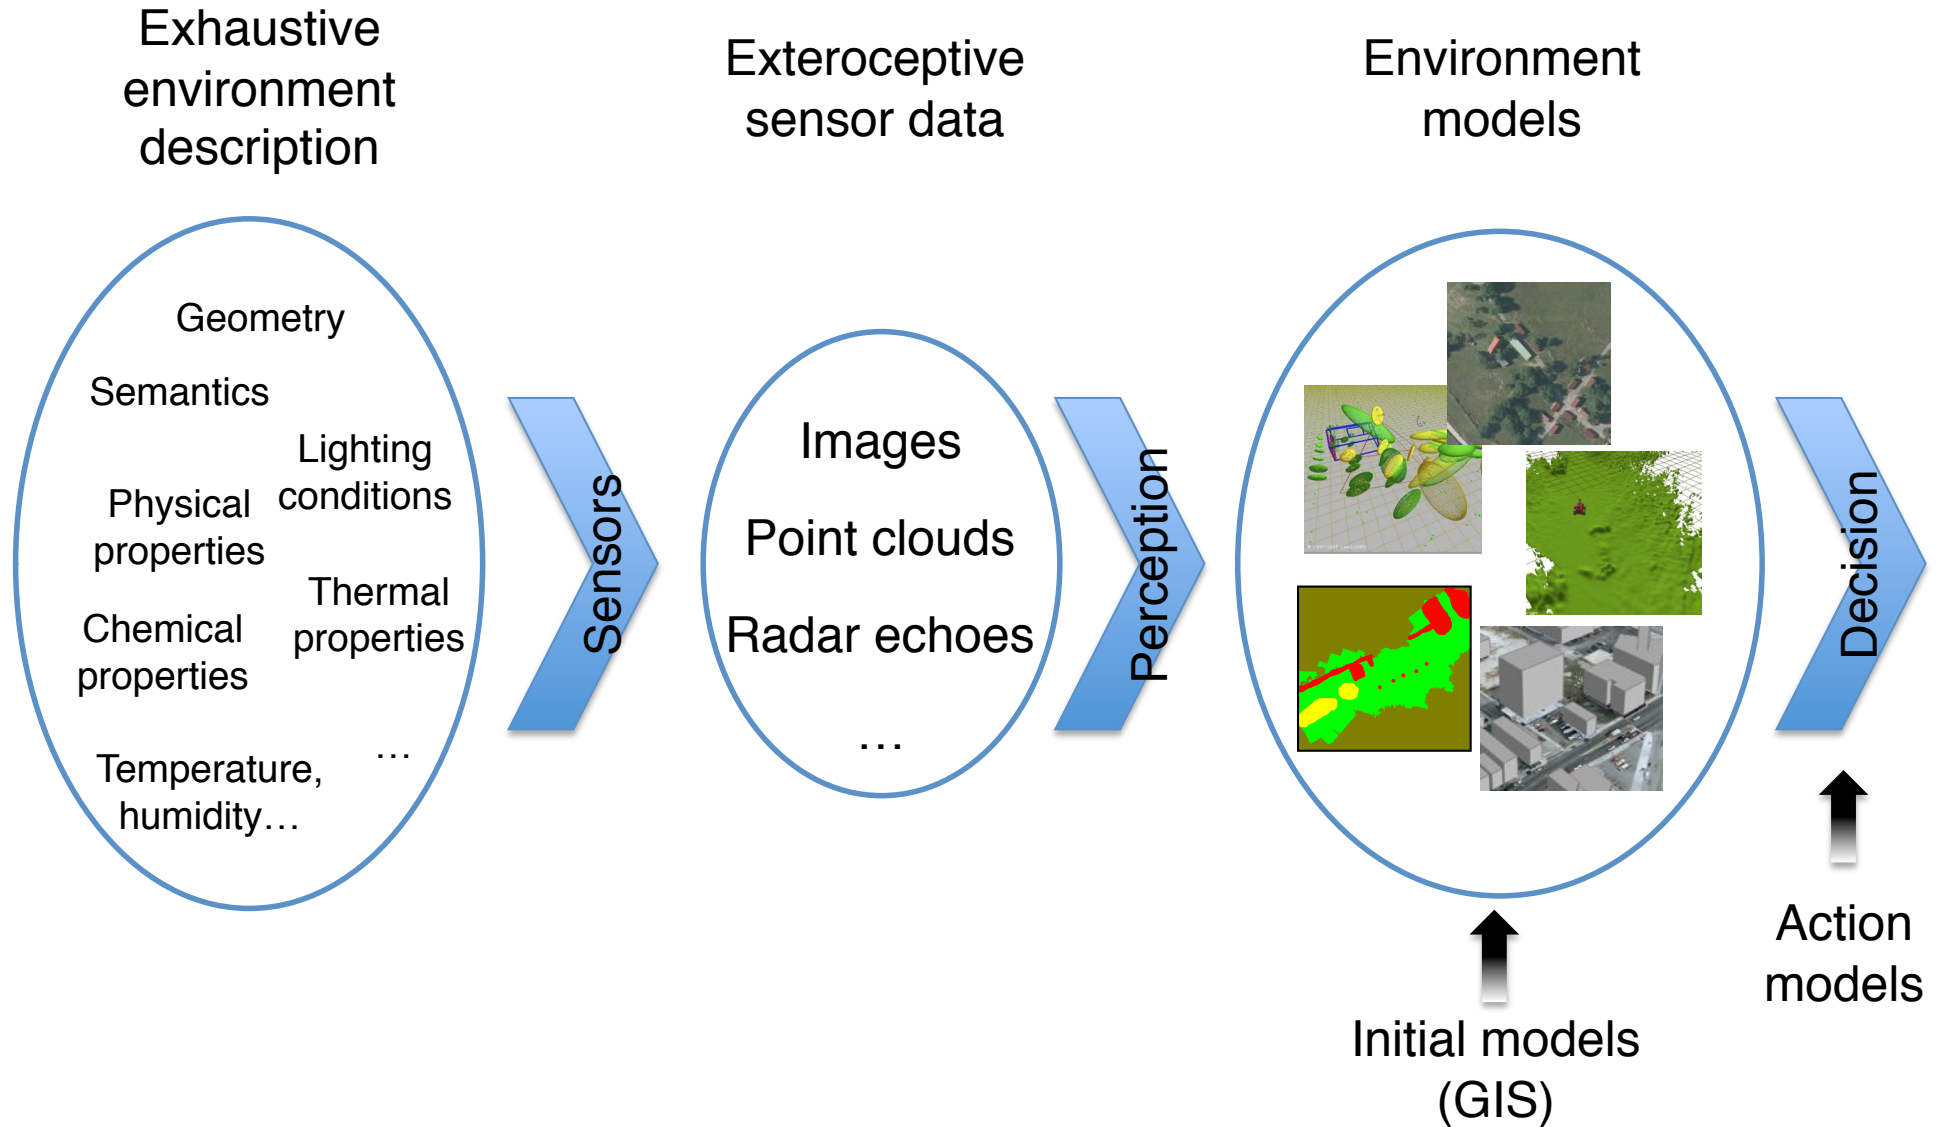 Exhaustive
environment
description
Exteroceptive
sensor data
Environment
models
Geometry
Semantics
Lighting
conditions
Physical
properties
Thermal
properties
Chemical
properties
…
Temperature,
humidity…
Sensors
Images
Point clouds
Radar echoes
…
Perception
Decision
Action
models
Initial models
(GIS)